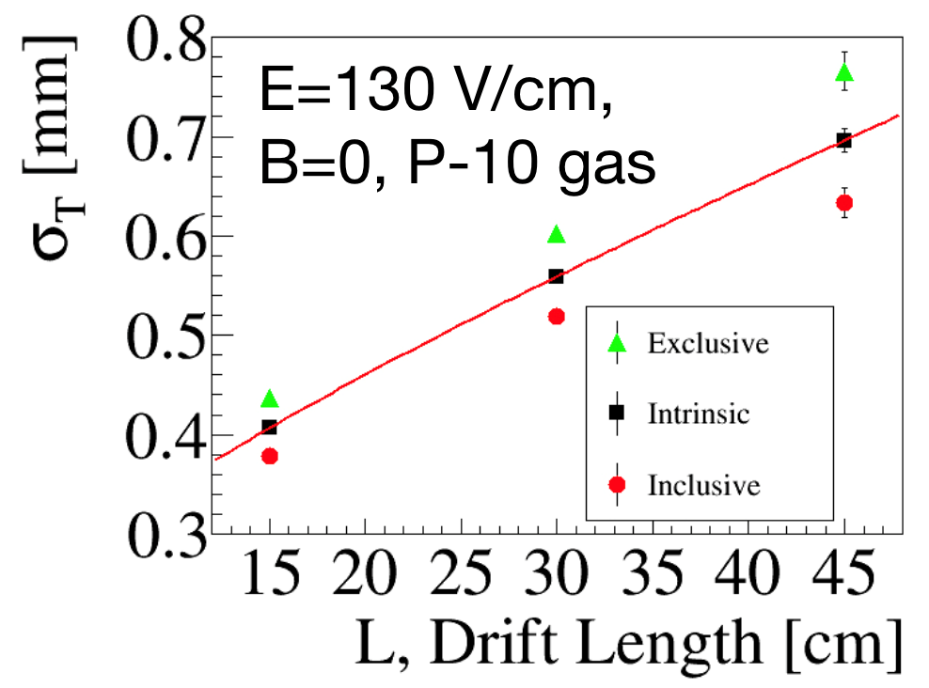 0.8
0.7
0.6
0.5
0.4
0.3
σT [mm]
E=130 V/cm,
B=0, P-10 gas
Exclusive
Intrinsic
Inclusive
15 20 25 30 35 40 45
L, Drift Length [cm]